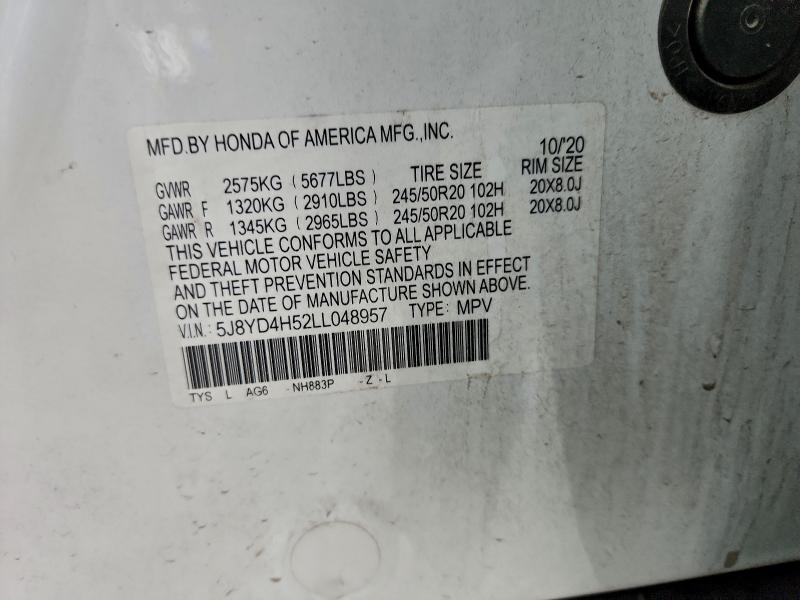 MFD.BY HONDA OF AMERICA MFG.,INC. 10/'20
GVWR 2575KG (5677LBS) TIRE SIZE RIM SIZE
GAWR F 1320KG (2910LBS) 245/50R20 102H 20X8.0J
GAWR R 1345KG (2965LBS) 245/50R20 102H 20X8.0J
THIS VEHICLE CONFORMS TO ALL APPLICABLE
FEDERAL MOTOR VEHICLE SAFETY
AND THEFT PREVENTION STANDARDS IN EFFECT
ON THE DATE OF MANUFACTURE SHOWN ABOVE.
V.I.N.: 5J8YD4H52LL048957 TYPE: MPV
TYS L AG6 -NH883P -Z-L